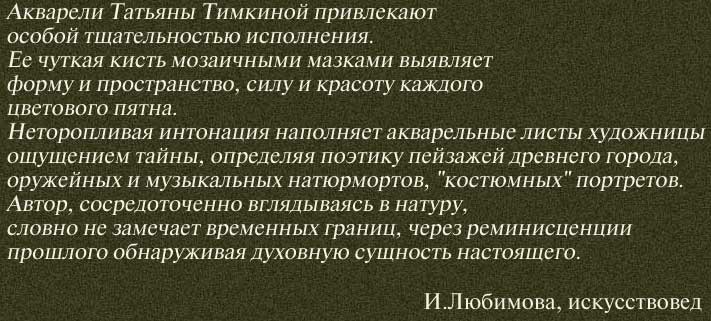 Акварели Татьяны Тимкиной привлекают
особой тщательностью исполнения.
Ее чуткая кисть мозаичными мазками выявляет
форму и пространство, силу и красоту каждого
цветового пятна.
Неторопливая интонация наполняет акварельные листы художницы
ощущением тайны, определяя поэтику пейзажей древнего города,
оружейных и музыкальных натюрмортов, "костюмных" портретов.
Автор, сосредоточенно вглядываясь в натуру,
словно не замечает временных границ, через реминисценции
прошлого обнаруживая духовную сущность настоящего.
И.Любимова, искусствовед